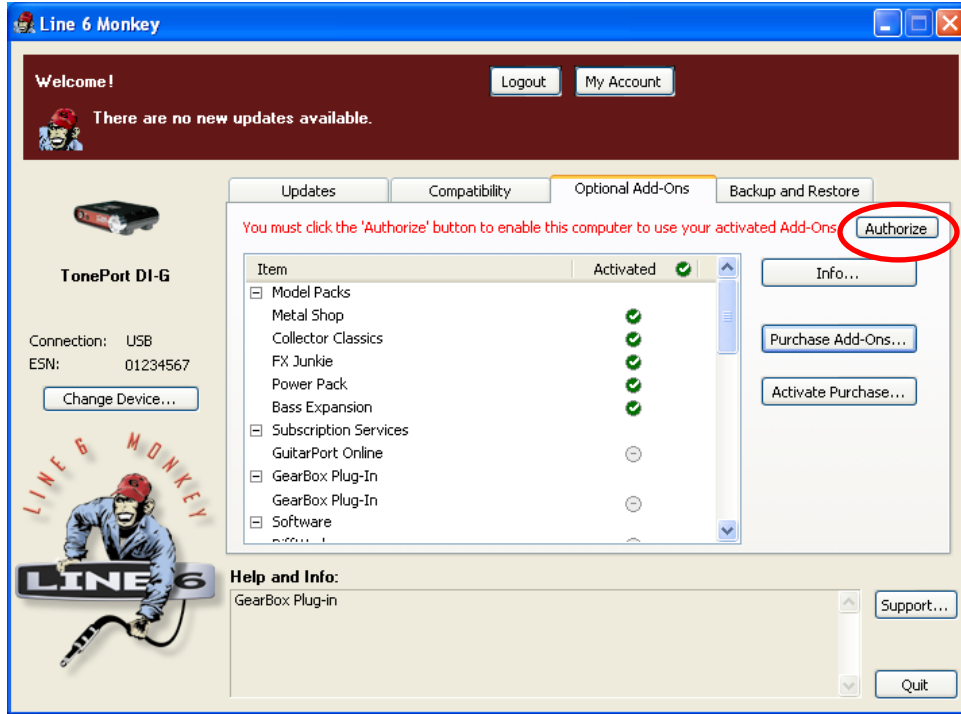 Line 6 Monkey
Welcome!
Logout
My Account
There are no new updates available.
Updates
Compatibility
Optional Add-Ons
Backup and Restore
You must click the 'Authorize' button to enable this computer to use your activated Add-Ons
Authorize
TonePort DI-G
Connection: USB
ESN: 01234567
Change Device...
Item Activated
Model Packs
Metal Shop
Collector Classics
FX Junkie
Power Pack
Bass Expansion
Subscription Services
GuitarPort Online
GearBox Plug-In
GearBox Plug-In
Software
Info...
Purchase Add-Ons...
Activate Purchase...
LINE 6 MONKEY
LINE 6
Help and Info:
GearBox Plug-in
Support...
Quit